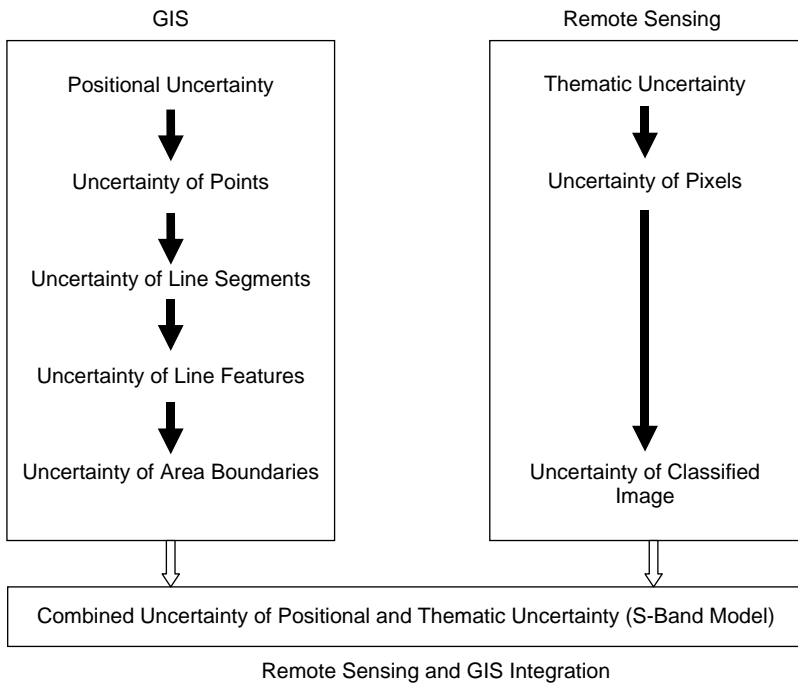 GIS
Positional Uncertainty
Uncertainty of Points
Uncertainty of Line Segments
Uncertainty of Line Features
Uncertainty of Area Boundaries
Remote Sensing
Thematic Uncertainty
Uncertainty of Pixels
Uncertainty of Classified
Image
Combined Uncertainty of Positional and Thematic Uncertainty (S-Band Model)
Remote Sensing and GIS Integration